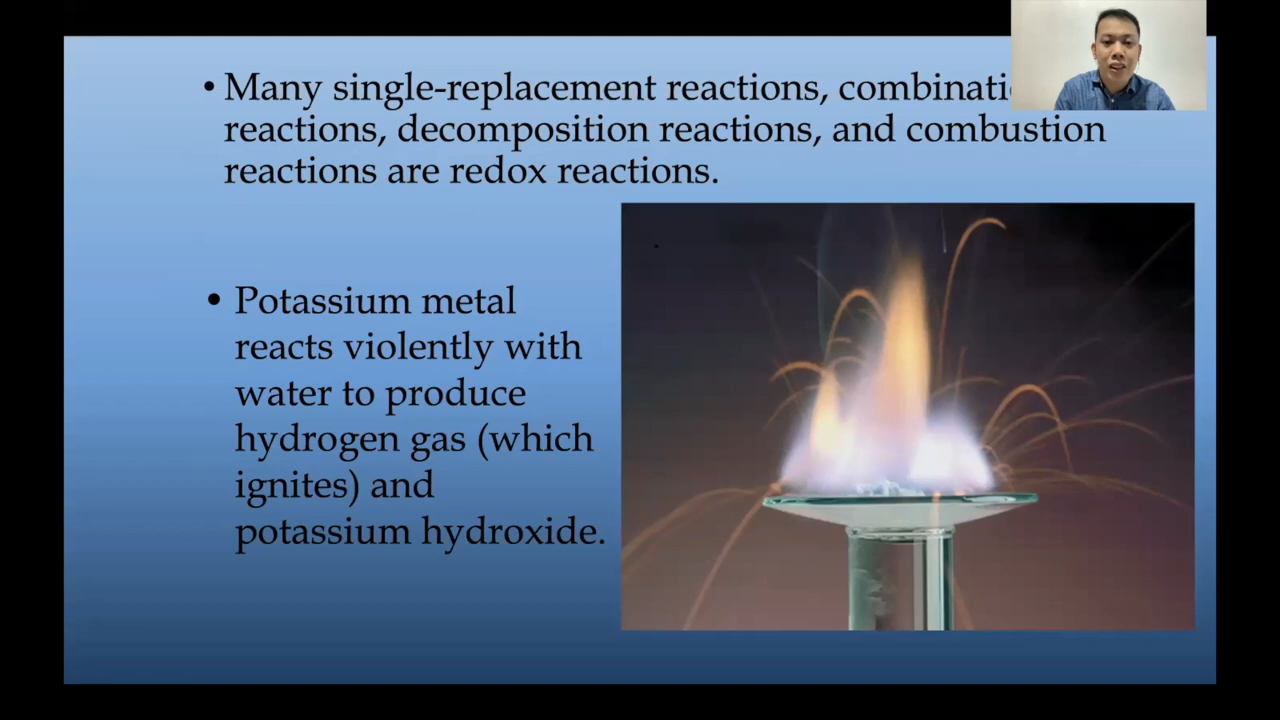 • Many single-replacement reactions,
reactions, decomposition reactions, and combustion
reactions are redox reactions.
• Potassium metal
reacts violently with
water to produce
hydrogen gas (which
ignites) and
potassium hydroxide.